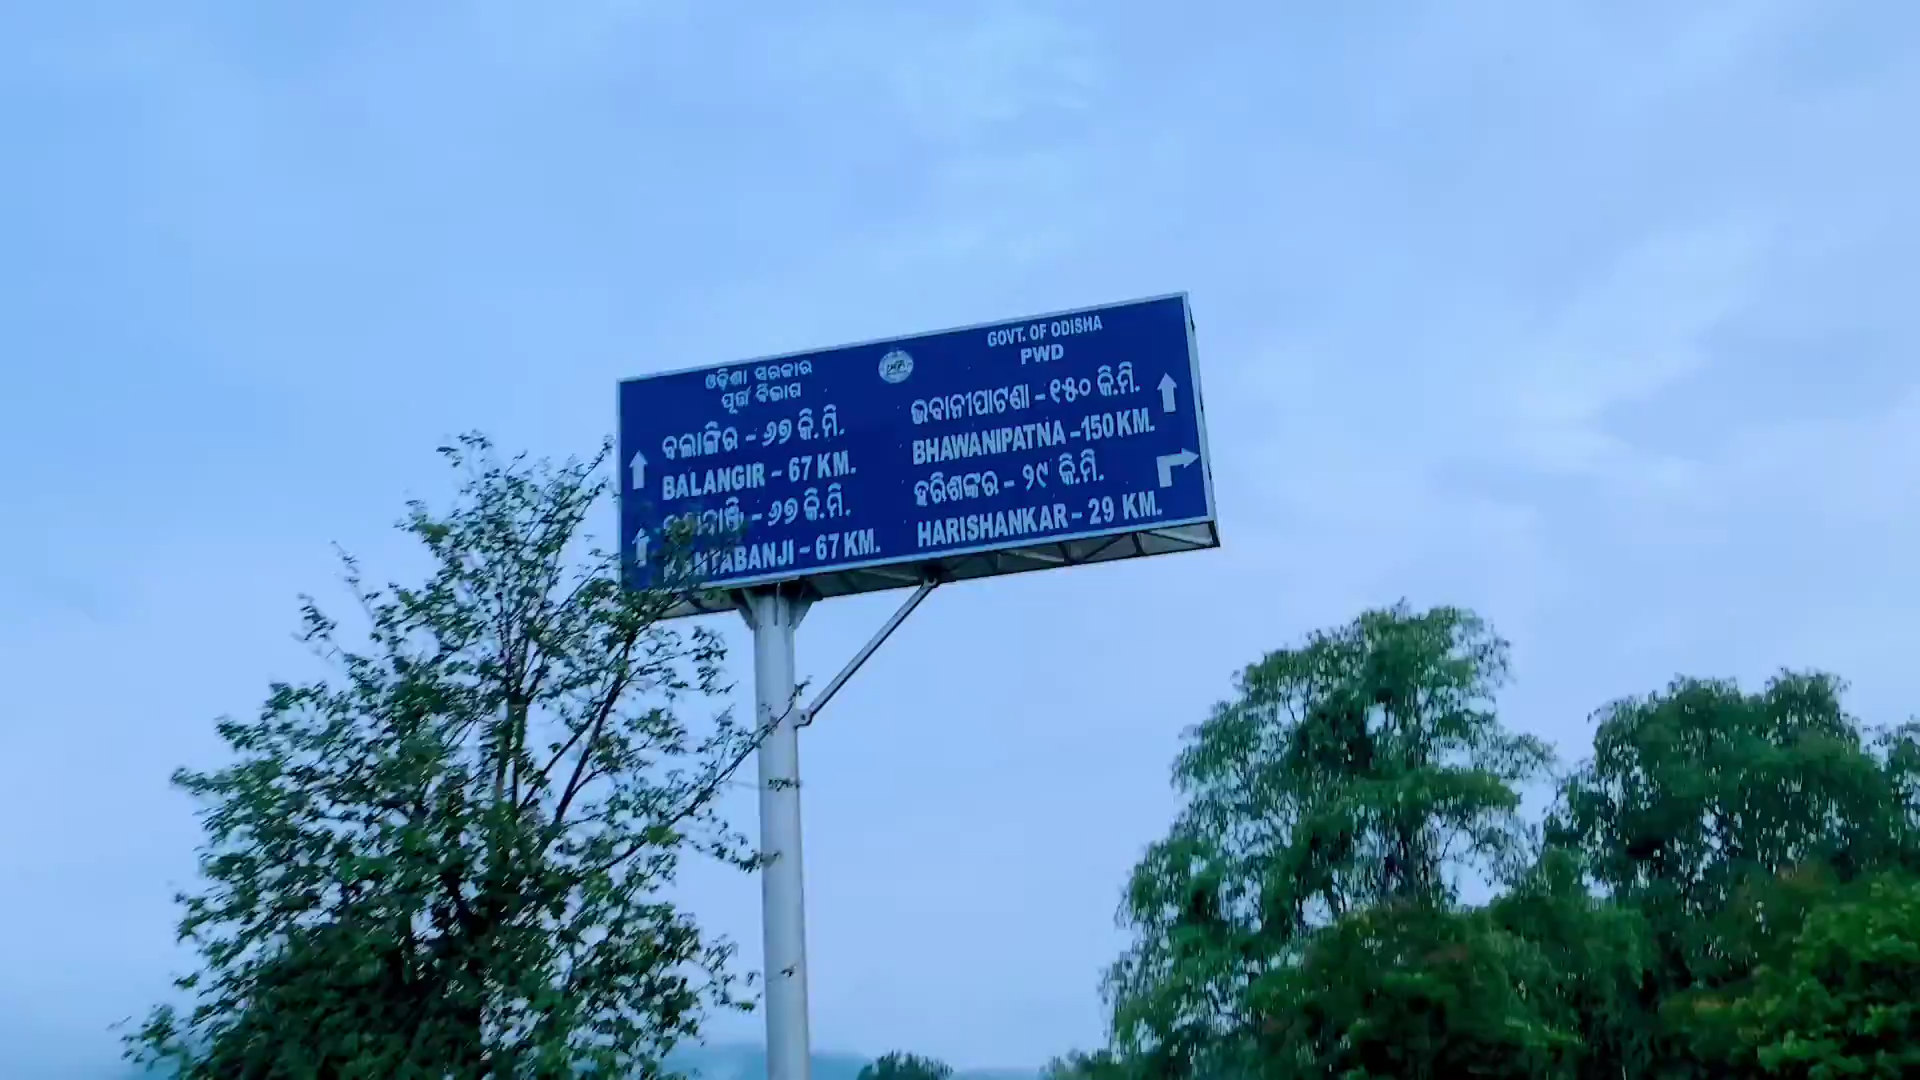 ଓଡ଼ିଶା ସରକାର
ପୂର୍ତ୍ତ ବିଭାଗ
ବଲାଙ୍ଗିର - ୬୭ କି.ମି.
BALANGIR - 67 KM.
- ୬୭ କି.ମି.
- 67 KM.
GOVT. OF ODISHA
PWD
ଭବାନୀପାଟଣା - ୧୫୦ କି.ମି.
BHAWANIPATNA -150 KM.
ହରିଶଙ୍କର - ୨୯ କି.ମି.
HARISHANKAR - 29 KM.